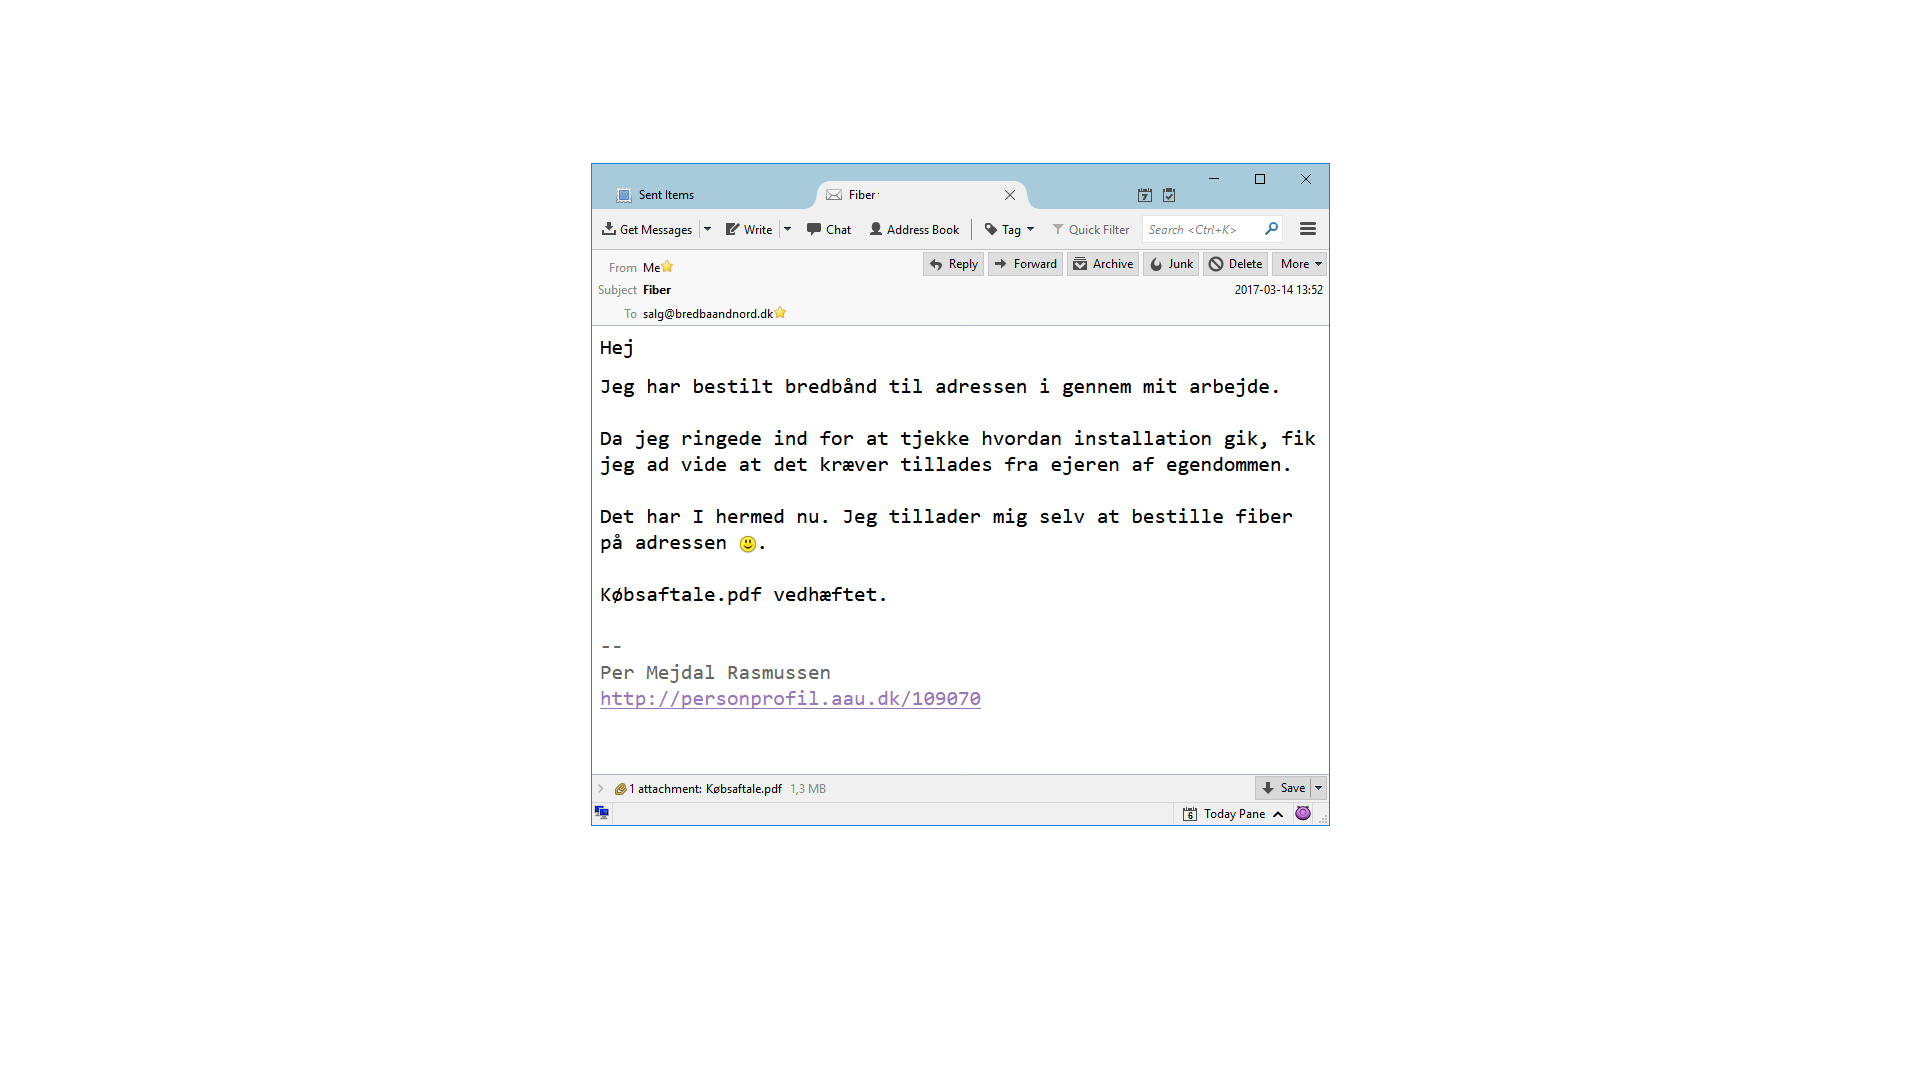 Sent Items
Fiber
7
Get Messages
Write
Chat
Address Book
Tag
Quick Filter
Search <Ctrl+K>
From Me
Reply
Forward
Archive
Junk
Delete
More
Subject Fiber
2017-03-14 13:52
To salg@bredbaandnord.dk
Hej
Jeg har bestilt bredbånd til adressen i gennem mit arbejde.
Da jeg ringede ind for at tjekke hvordan installation gik, fik
jeg ad vide at det kræver tillades fra ejeren af egendommen.
Det har I hermed nu. Jeg tillader mig selv at bestille fiber
på adressen 🙂.
Købsaftale.pdf vedhæftet.
--
Per Mejdal Rasmussen
http://personprofil.aau.dk/109070
1 attachment: Købsaftale.pdf 1,3 MB
Save
6
Today Pane